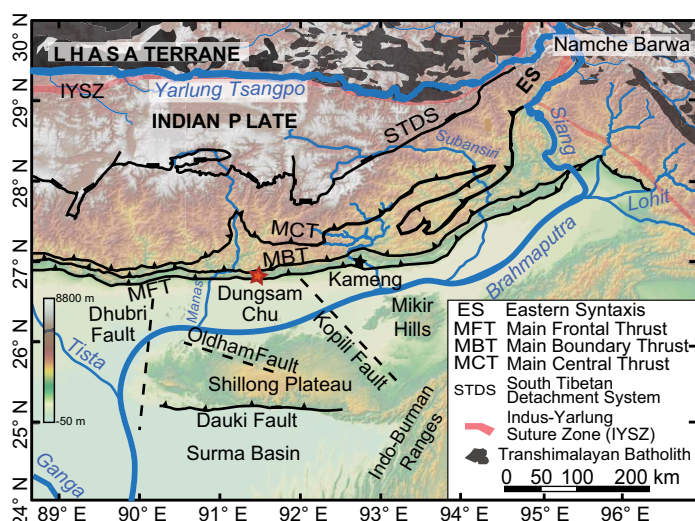 30° N
29° N
28° N
27° N
26° N
25° N
24° N
LHASA TERRANE
Namche Barwa
IYSZ
Yarlung Tsangpo
ES
INDIAN PLATE
STDS
Siang
Subansiri
Lohit
MCT
MBT
Brahmaputra
MFT
Manas
Dungsam
Chu
Kameng
8800 m
-50 m
Dhubri
Fault
Mikir
Hills
Kopili Fault
Tista
Oldham Fault
Shillong Plateau
Dauki Fault
Surma Basin
Indo-Burman
Ranges
Ganga
ES Eastern Syntaxis
MFT Main Frontal Thrust
MBT Main Boundary Thrust
MCT Main Central Thrust
STDS South Tibetan
Detachment System
Indus-Yarlung
Suture Zone (IYSZ)
Transhimalayan Batholith
0 50 100 200 km
89° E 90° E 91° E 92° E 93° E 94° E 95° E 96° E